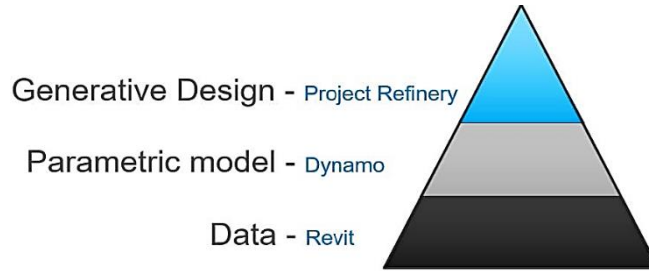 Generative Design - Project Refinery
Parametric model - Dynamo
Data - Revit